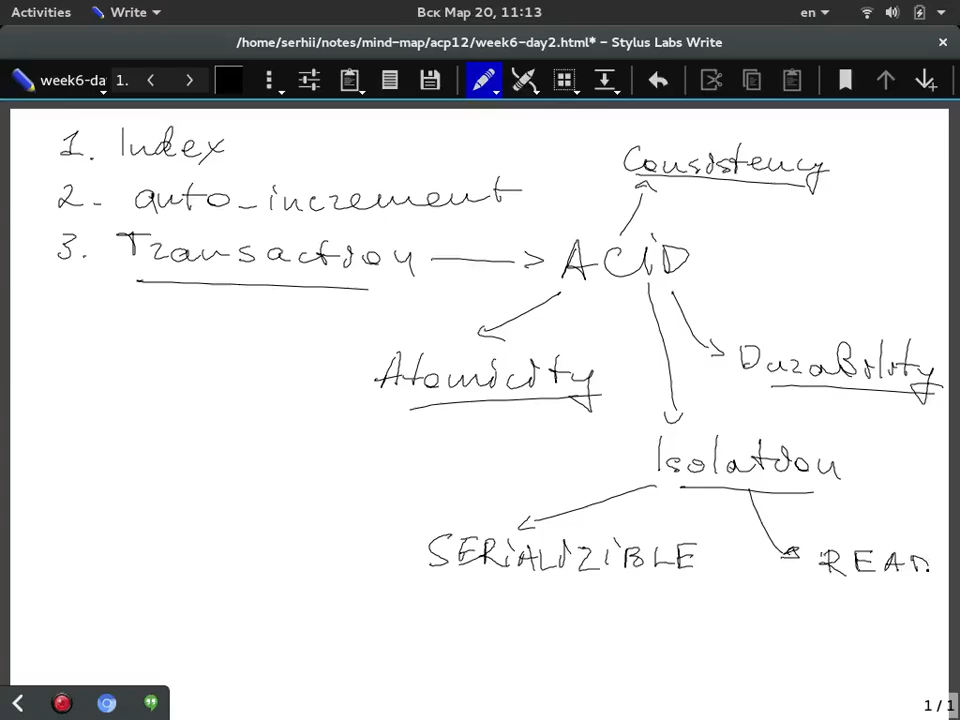 Activities Write Вск Мар 20, 11:13 en
/home/serhii/notes/mind-map/acp12/week6-day2.html* – Stylus Labs Write
week6-da 1.
1. Index
Consistency
2. auto_increment
3. Transaction ACiD
Atomicity
DuraBility
Isolation
SERiALiZiBLE
READ
1 / 1